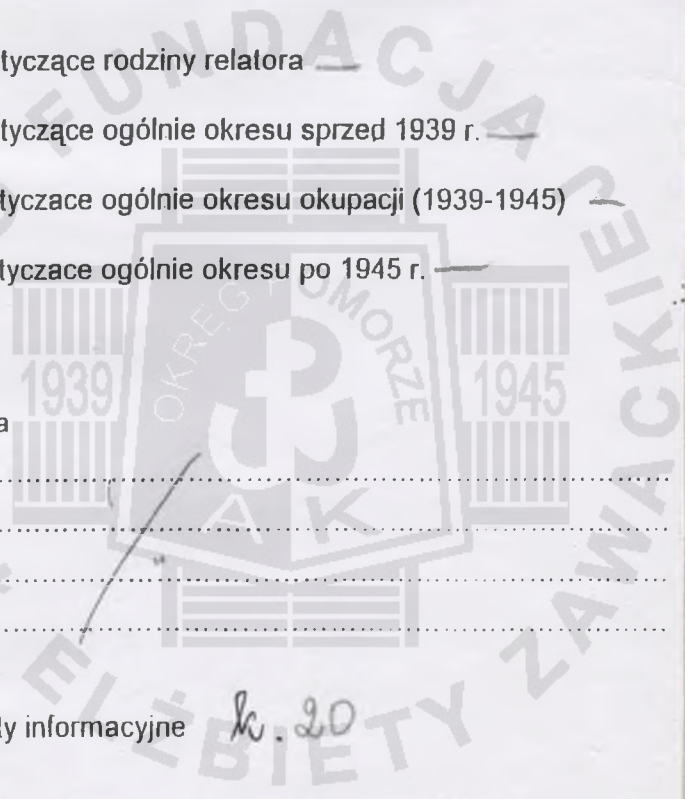 tyczące rodziny relatora —
tyczące ogólnie okresu sprzed 1939 r. —
tyczace ogólnie okresu okupacji (1939-1945) —
tyczace ogólnie okresu po 1945 r. —
a
ły informacyjne k. 20
FUNDACJA
ELŻBIETY ZAWACKIEJ
OKRĘG POMORZE
1939
1945
AK